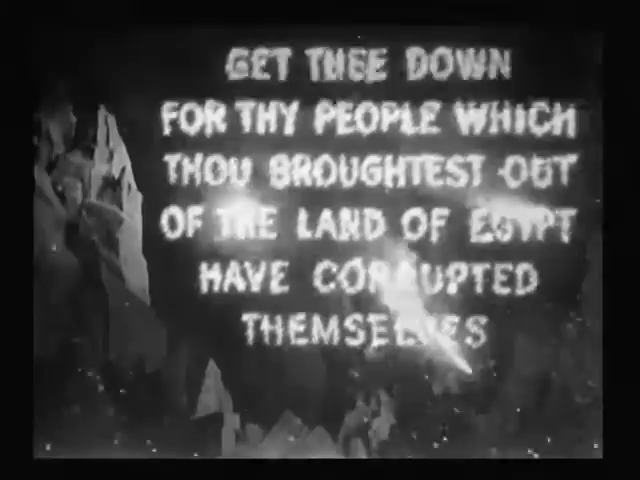 GET THEE DOWN
FOR THY PEOPLE WHICH
THOU BROUGHTEST OUT
OF THE LAND OF EGYPT
HAVE CORRUPTED
THEMSELVES